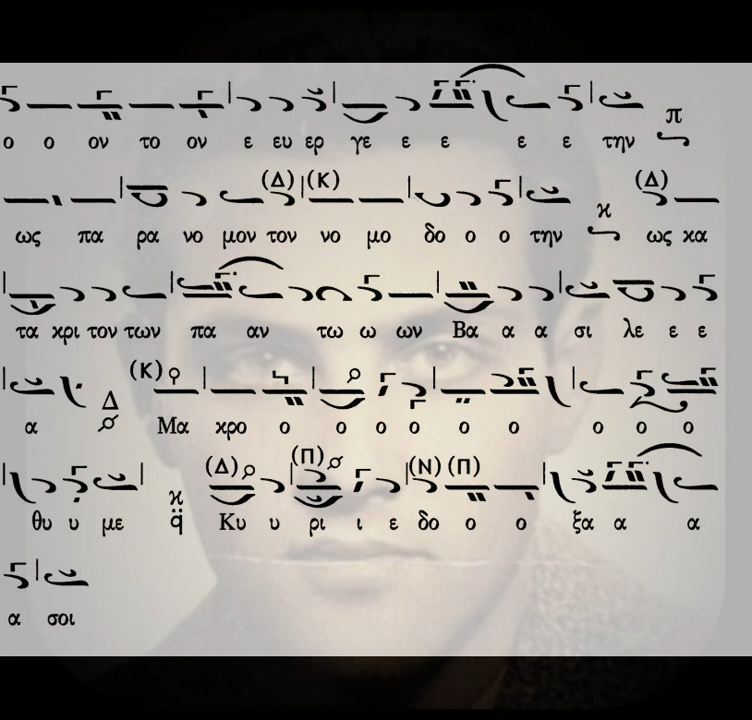 ο ο ον το ον ε ευ ερ γε ε ε ε ε την π
(Δ) (Κ) (Δ)
ως πα ρα νο μον τον νο μο δο ο ο την ϰ ως κα
τα κρι τον των πα αν τω ω ων Βα α α σι λε ε ε
(Κ)
α Δ Μα κρο ο ο ο ο ο ο ο ο ο
(Δ) (Π) (Ν) (Π)
θυ υ με ϰ q̈ Κυ υ ρι ι ε δο ο ο ξα α α
α σοι